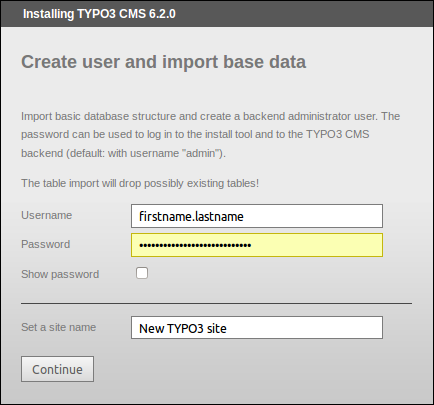 Installing TYPO3 CMS 6.2.0
Create user and import base data
Import basic database structure and create a backend administrator user. The
password can be used to log in to the install tool and to the TYPO3 CMS
backend (default: with username "admin").
The table import will drop possibly existing tables!
Username firstname.lastname
Password ••••••••••••••••••••••••••••
Show password
Set a site name New TYPO3 site
Continue